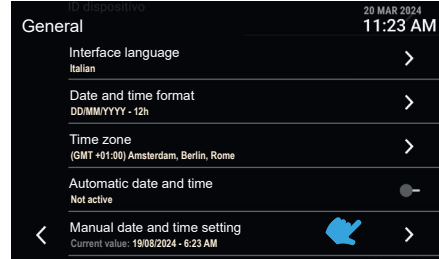 ID dispositivo
20 MAR 2024
General
11:23 AM
Interface language
Italian
Date and time format
DD/MM/YYYY - 12h
Time zone
(GMT +01:00) Amsterdam, Berlin, Rome
Automatic date and time
Not active
Manual date and time setting
Current value: 19/08/2024 - 6:23 AM